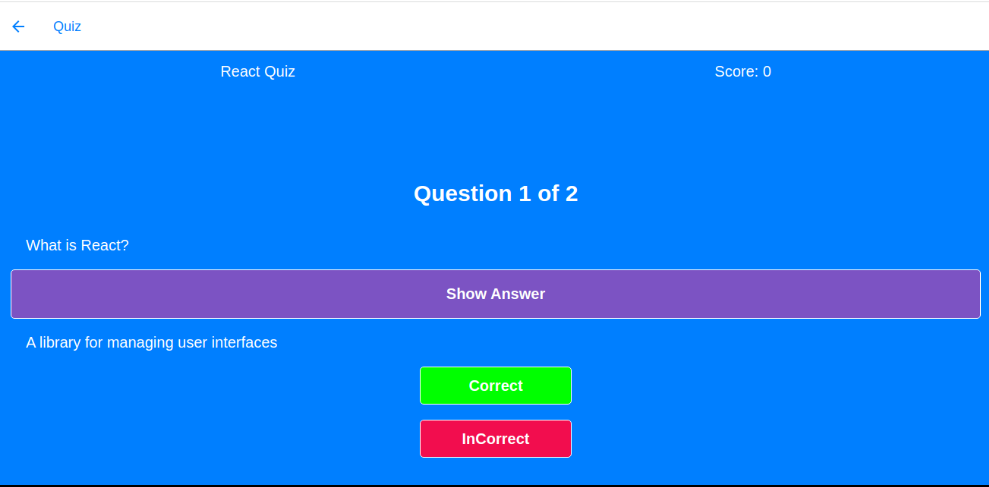 Quiz
React Quiz
Score: 0
Question 1 of 2
What is React?
Show Answer
A library for managing user interfaces
Correct
InCorrect